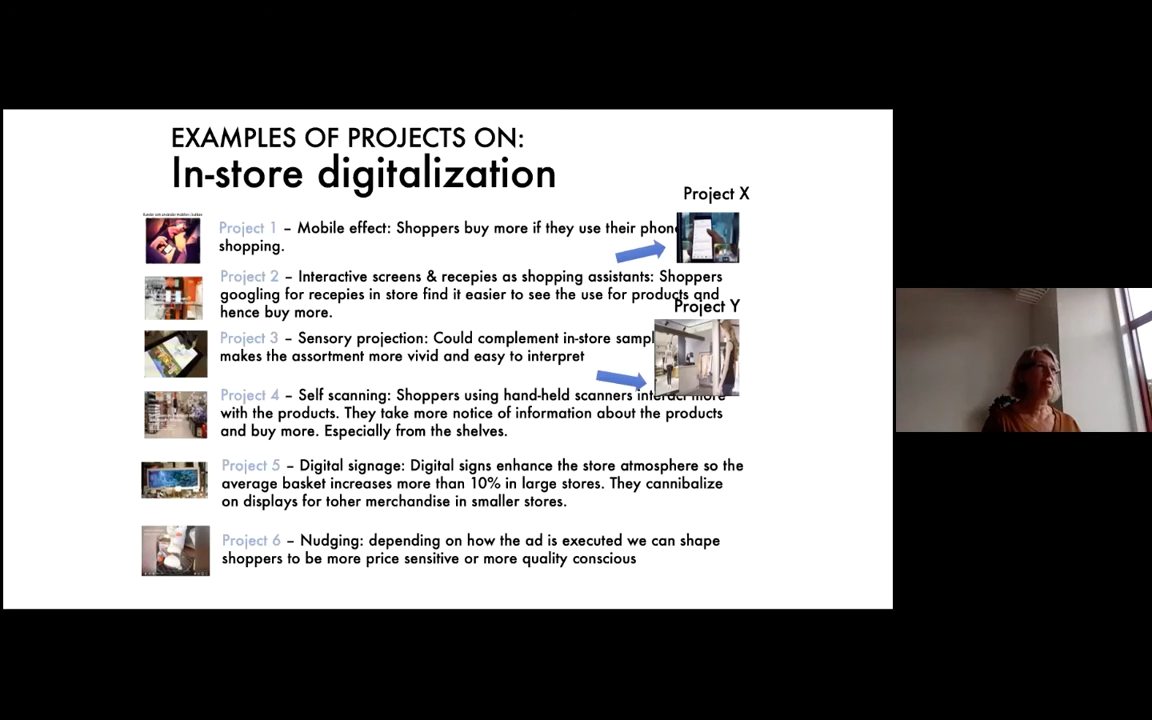 EXAMPLES OF PROJECTS ON:
In-store digitalization
Project X
Project 1 – Mobile effect: Shoppers buy more if they use their phon
shopping.
Project 2 – Interactive screens & recepies as shopping assistants: Shoppers
googling for recepies in store find it easier to see the use for products and
hence buy more.
Project Y
Project 3 – Sensory projection: Could complement in-store sampl
makes the assortment more vivid and easy to interpret
Project 4 – Self scanning: Shoppers using hand-held scanners interact more
with the products. They take more notice of information about the products
and buy more. Especially from the shelves.
Project 5 – Digital signage: Digital signs enhance the store atmosphere so the
average basket increases more than 10% in large stores. They cannibalize
on displays for toher merchandise in smaller stores.
Project 6 – Nudging: depending on how the ad is executed we can shape
shoppers to be more price sensitive or more quality conscious